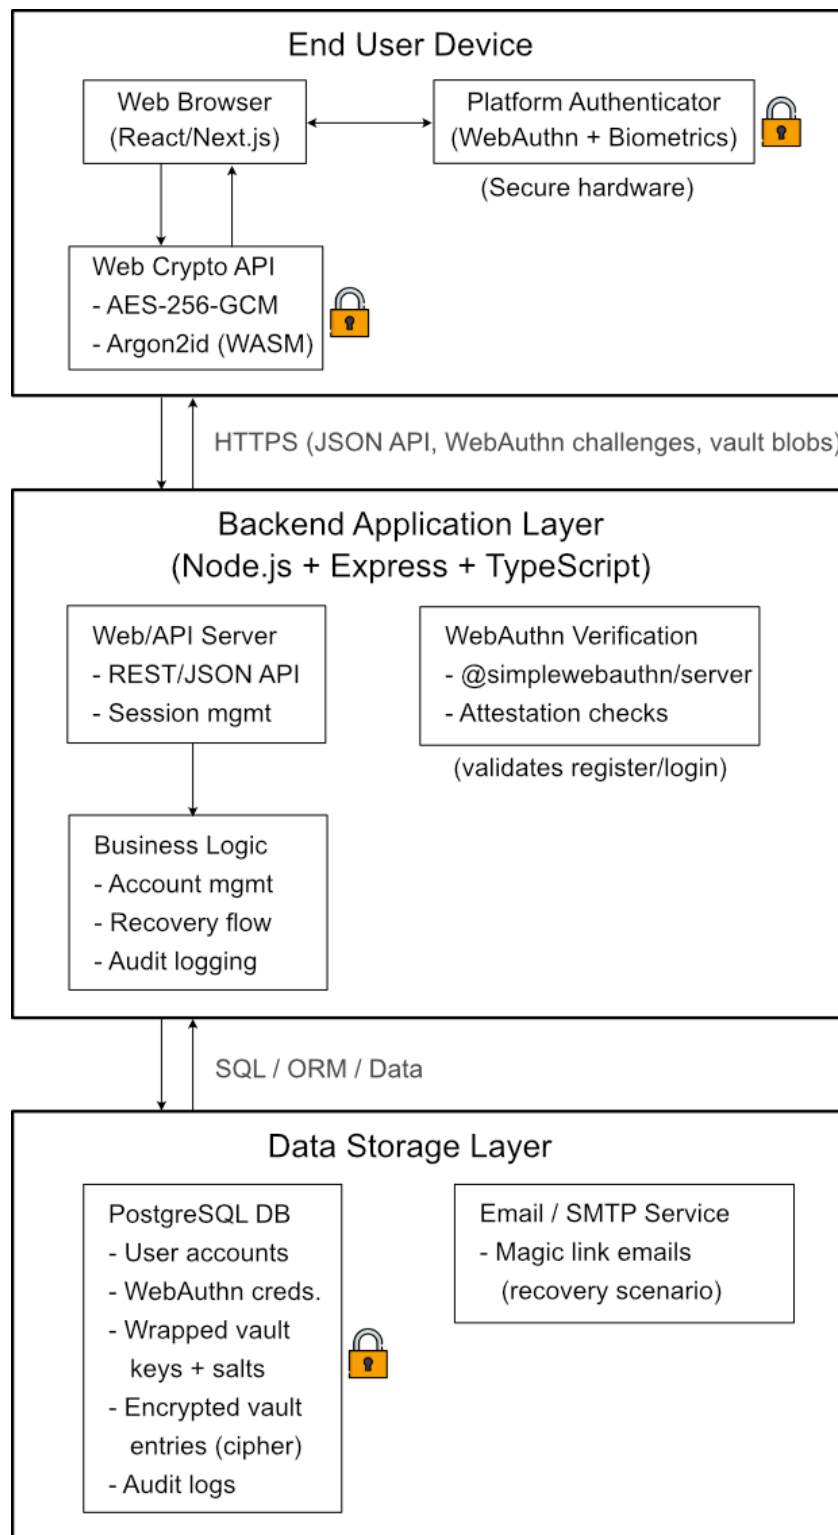 End User Device
Web Browser
(React/Next.js)
Platform Authenticator
(WebAuthn + Biometrics)
(Secure hardware)
Web Crypto API
- AES-256-GCM
- Argon2id (WASM)
HTTPS (JSON API, WebAuthn challenges, vault blobs)
Backend Application Layer
(Node.js + Express + TypeScript)
Web/API Server
- REST/JSON API
- Session mgmt
WebAuthn Verification
- @simplewebauthn/server
- Attestation checks
(validates register/login)
Business Logic
- Account mgmt
- Recovery flow
- Audit logging
SQL / ORM / Data
Data Storage Layer
PostgreSQL DB
- User accounts
- WebAuthn creds.
- Wrapped vault
keys + salts
- Encrypted vault
entries (cipher)
- Audit logs
Email / SMTP Service
- Magic link emails
(recovery scenario)